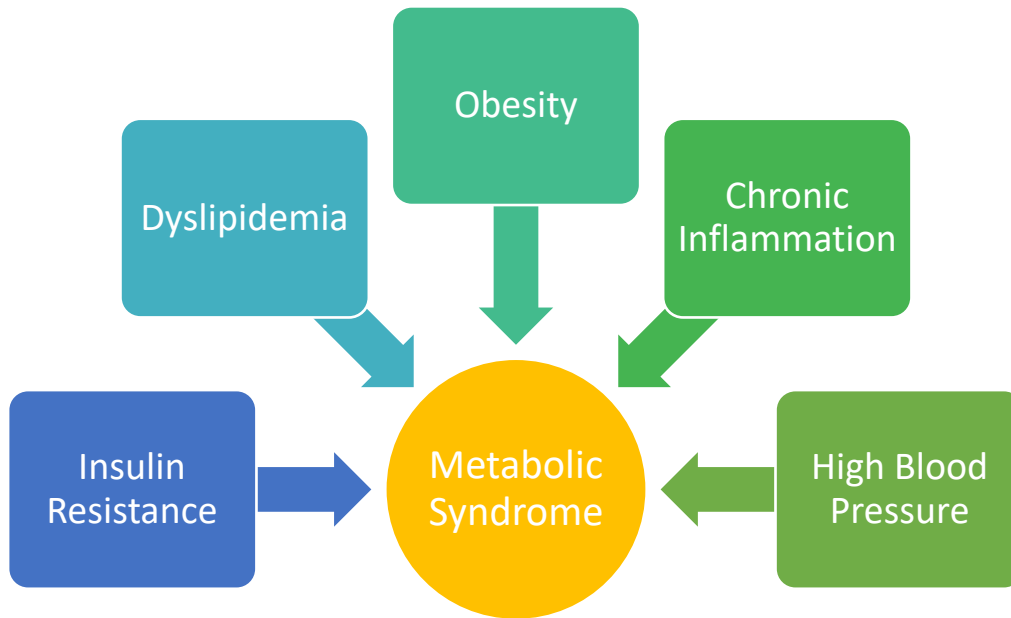 Obesity
Dyslipidemia
Chronic
Inflammation
Insulin
Resistance
Metabolic
Syndrome
High Blood
Pressure